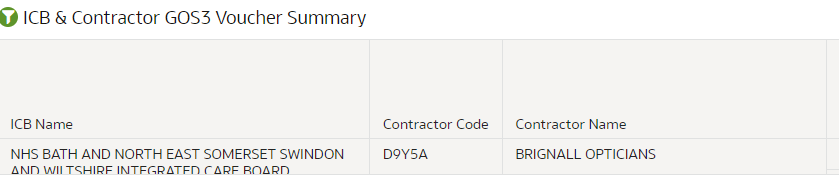 ICB & Contractor GOS3 Voucher Summary
ICB Name Contractor Code Contractor Name
NHS BATH AND NORTH EAST SOMERSET SWINDON D9Y5A BRIGNALL OPTICIANS
AND WILTSHIRE INTEGRATED CARE BOARD